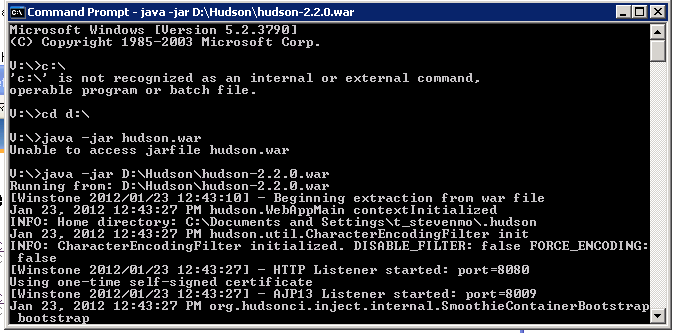 Command Prompt - java -jar D:\Hudson\hudson-2.2.0.war
Microsoft Windows [Version 5.2.3790]
(C) Copyright 1985-2003 Microsoft Corp.
V:\>c:\
'c:\' is not recognized as an internal or external command,
operable program or batch file.
V:\>cd d:\
V:\>java -jar hudson.war
Unable to access jarfile hudson.war
V:\>java -jar D:\Hudson\hudson-2.2.0.war
Running from: D:\Hudson\hudson-2.2.0.war
[Winstone 2012/01/23 12:43:10] - Beginning extraction from war file
Jan 23, 2012 12:43:27 PM hudson.WebAppMain contextInitialized
INFO: Home directory: C:\Documents and Settings\t_stevenmo\.hudson
Jan 23, 2012 12:43:27 PM hudson.util.CharacterEncodingFilter init
INFO: CharacterEncodingFilter initialized. DISABLE_FILTER: false FORCE_ENCODING:
false
[Winstone 2012/01/23 12:43:27] - HTTP Listener started: port=8080
Using one-time self-signed certificate
[Winstone 2012/01/23 12:43:27] - AJP13 Listener started: port=8009
Jan 23, 2012 12:43:27 PM org.hudsonci.inject.internal.SmoothieContainerBootstrap
bootstrap